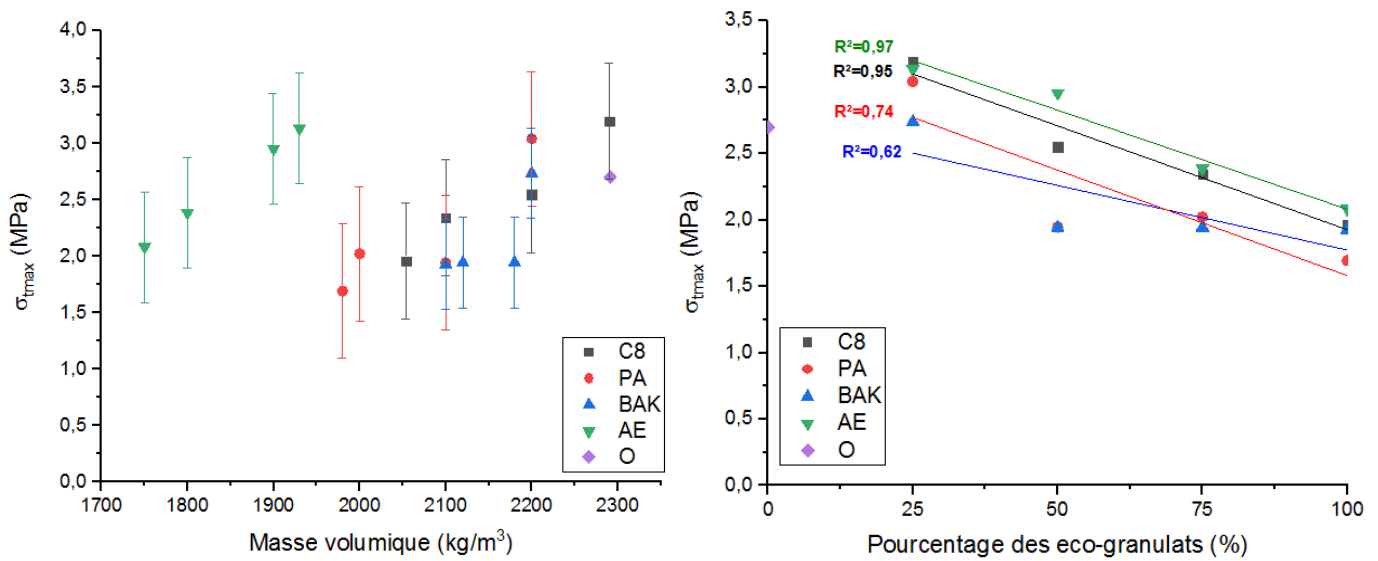 4,0
3,5
3,0
2,5
2,0
1,5
1,0
0,5
0,0
σtmax (MPa)
1700 1800 1900 2000 2100 2200 2300
Masse volumique (kg/m³)
C8
PA
BAK
AE
O
3,5
3,0
2,5
2,0
1,5
1,0
0,5
0,0
σtmax (MPa)
R²=0,97
R²=0,95
R²=0,74
R²=0,62
C8
PA
BAK
AE
O
0 25 50 75 100
Pourcentage des eco-granulats (%)